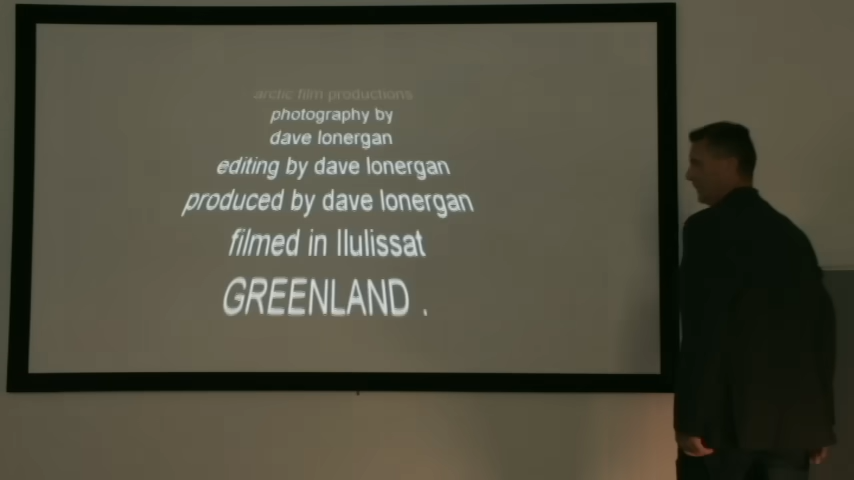 arctic film productions
photography by
dave lonergan
editing by dave lonergan
produced by dave lonergan
filmed in Ilulissat
GREENLAND .